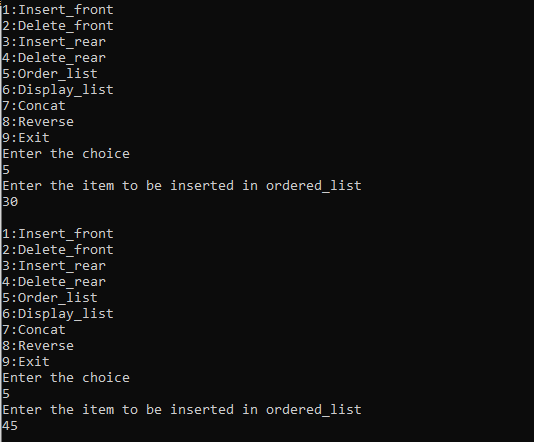 1:Insert_front
2:Delete_front
3:Insert_rear
4:Delete_rear
5:Order_list
6:Display_list
7:Concat
8:Reverse
9:Exit
Enter the choice
5
Enter the item to be inserted in ordered_list
30
1:Insert_front
2:Delete_front
3:Insert_rear
4:Delete_rear
5:Order_list
6:Display_list
7:Concat
8:Reverse
9:Exit
Enter the choice
5
Enter the item to be inserted in ordered_list
45